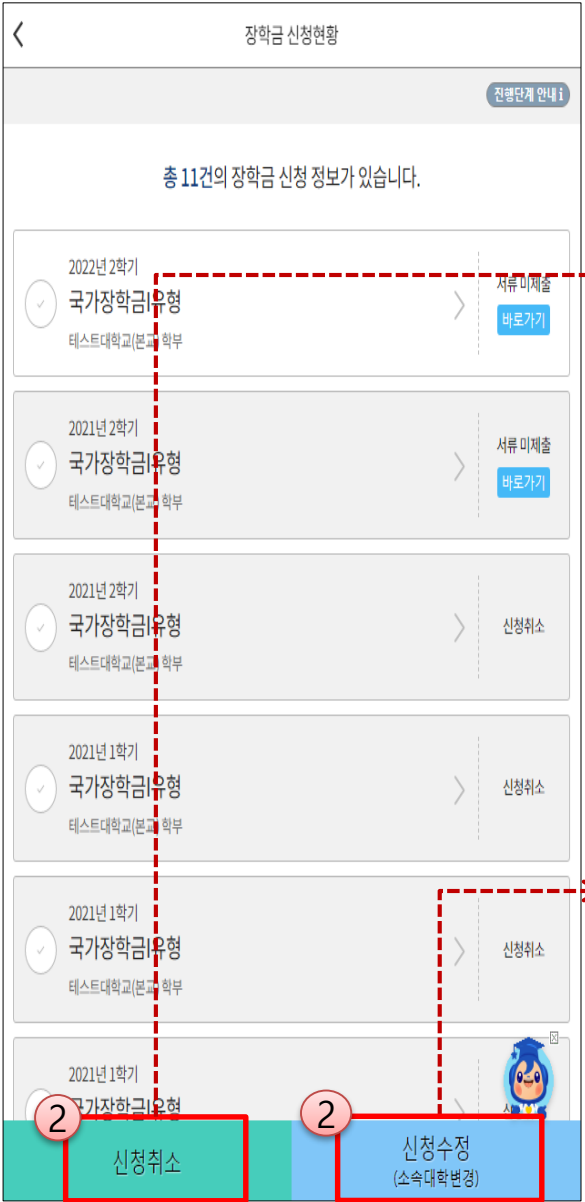 장학금 신청현황
진행단계 안내 i
총 11건의 장학금 신청 정보가 있습니다.
2022년 2학기
국가장학금I유형
테스트대학교(본교) 학부
서류 미제출
바로가기
2021년 2학기
국가장학금I유형
테스트대학교(본교) 학부
서류 미제출
바로가기
2021년 2학기
국가장학금I유형
테스트대학교(본교) 학부
신청취소
2021년 1학기
국가장학금I유형
테스트대학교(본교) 학부
신청취소
2021년 1학기
국가장학금I유형
테스트대학교(본교) 학부
신청취소
2021년 1학기
국가장학금I유형
2
신청취소
2
신청수정
(소속대학변경)